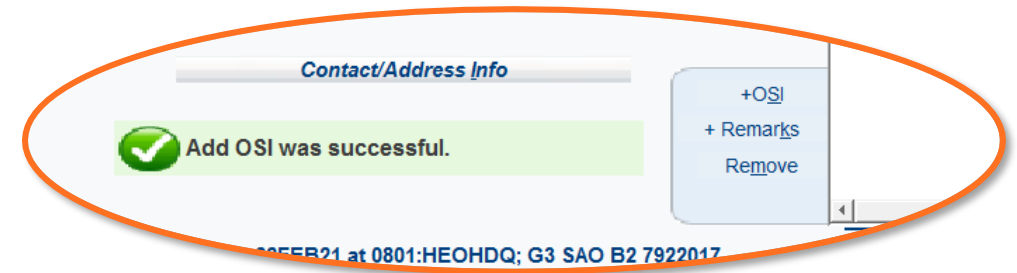 Contact/Address Info
+OSI
+ Remarks
Remove
Add OSI was successful.
at 0801:HEOHDQ; G3 SAO B2 7922017